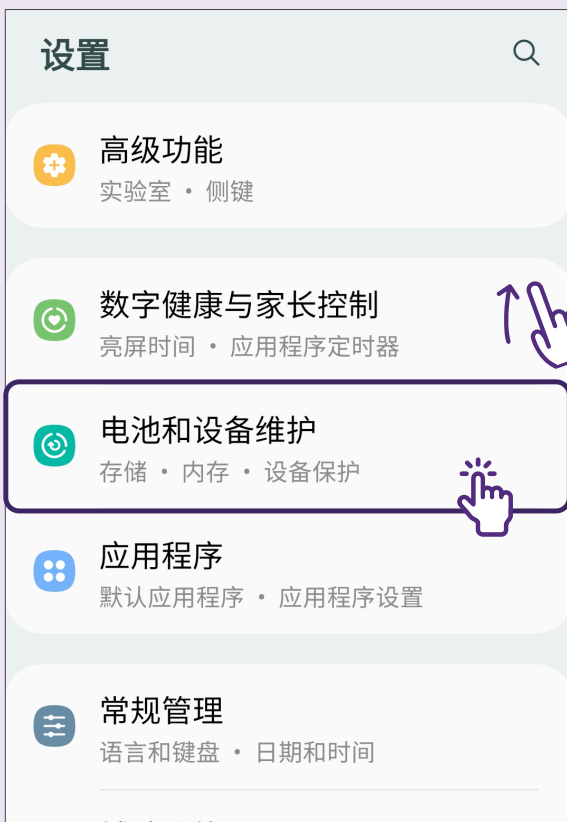 设置
高级功能
实验室 • 侧键
数字健康与家长控制
亮屏时间 • 应用程序定时器
电池和设备维护
存储 • 内存 • 设备保护
应用程序
默认应用程序 • 应用程序设置
常规管理
语言和键盘 • 日期和时间